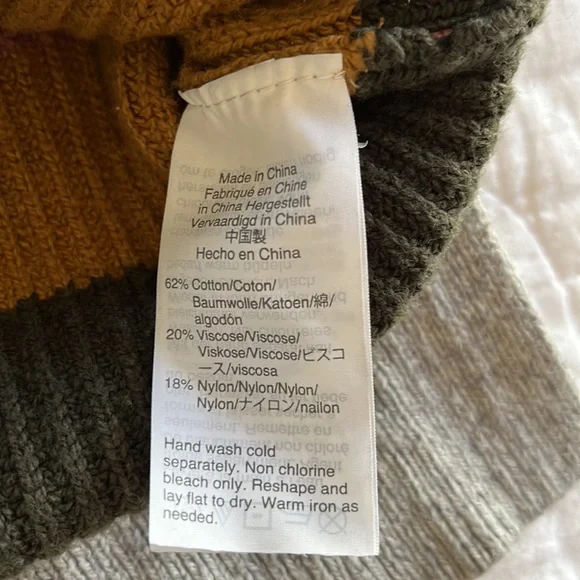 Made in China
Fabriqué en Chine
in China Hergestellt
Vervaardigd in China
中国製
Hecho en China
62% Cotton/Coton/
Baumwolle/Katoen/綿/
algodón
20% Viscose/Viscose/
Viskose/Viscose/ビスコ
ース/viscosa
18% Nylon/Nylon/Nylon/
Nylon/ナイロン/nailon
Hand wash cold
separately. Non chlorine
bleach only. Reshape and
lay flat to dry. Warm iron as
needed.